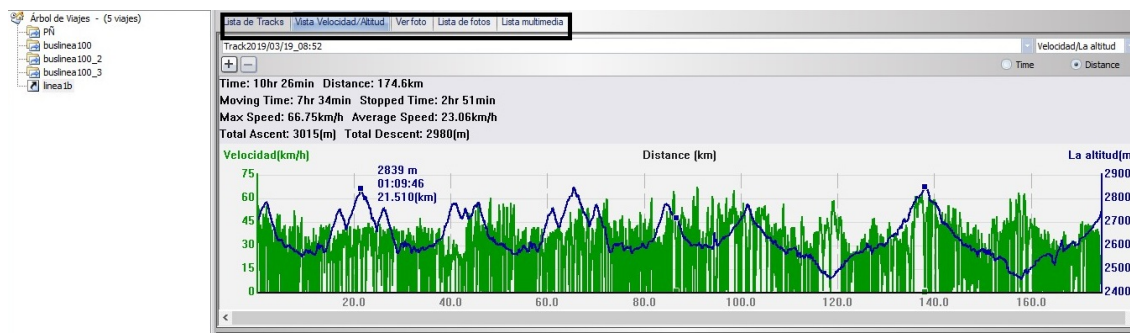 Árbol de Viajes - (5 viajes)
PÑ
buslinea100
buslinea100_2
buslinea100_3
linea1b
Lista de Tracks Vista Velocidad/Altitud Ver foto Lista de fotos Lista multimedia
Track2019/03/19_08:52 Velocidad/La altitud
+ - Time Distance
Time: 10hr 26min Distance: 174.6km
Moving Time: 7hr 34min Stopped Time: 2hr 51min
Max Speed: 66.75km/h Average Speed: 23.06km/h
Total Ascent: 3015(m) Total Descent: 2980(m)
Velocidad(km/h) Distance (km) La altitud(m
2839 m
01:09:46
21.510(km)
75 2900
60 2800
45 2700
30 2600
15 2500
0 2400
20.0 40.0 60.0 80.0 100.0 120.0 140.0 160.0